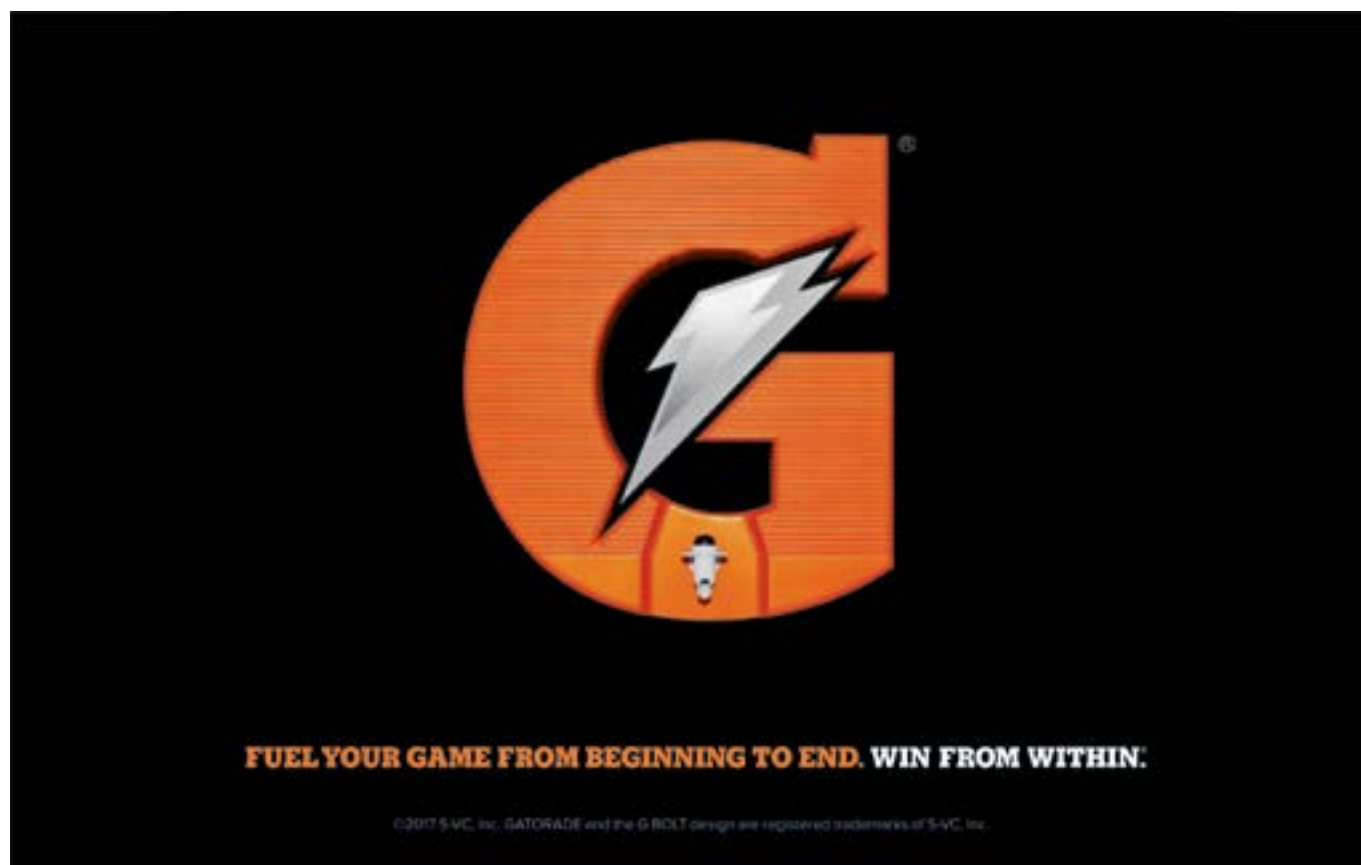 G®
FUEL YOUR GAME FROM BEGINNING TO END. WIN FROM WITHIN.
©2017 S-VC, Inc. GATORADE and the G BOLT design are registered trademarks of S-VC, Inc.